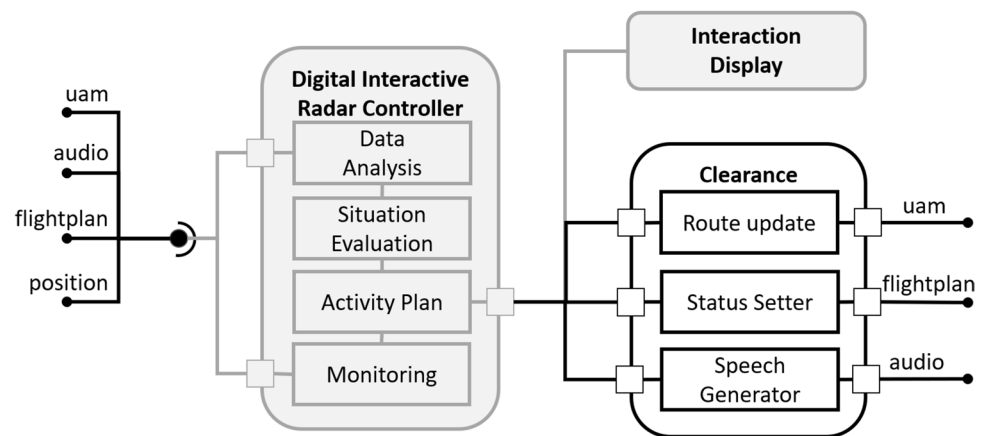 uam
audio
flightplan
position
Digital Interactive
Radar Controller
Data
Analysis
Situation
Evaluation
Activity Plan
Monitoring
Interaction
Display
Clearance
Route update
Status Setter
Speech
Generator
uam
flightplan
audio